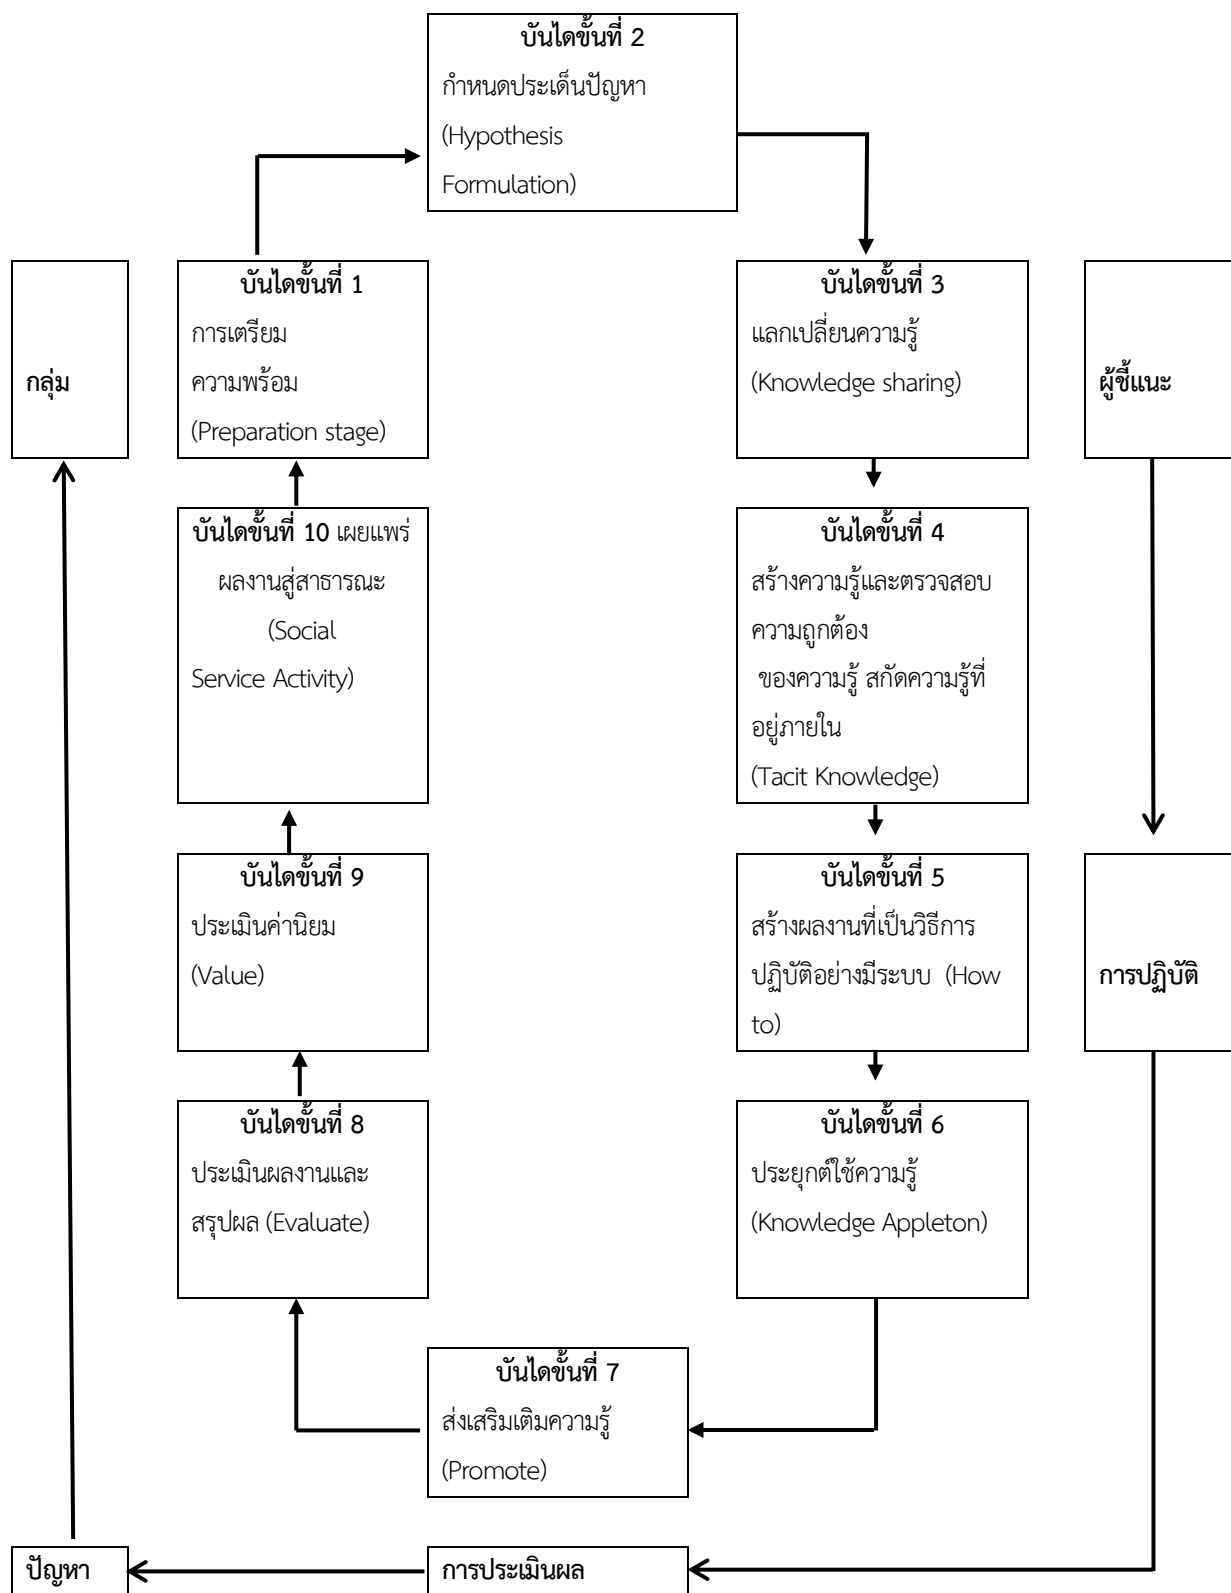 บันไดขั้นที่ 2
กำหนดประเด็นปัญหา
(Hypothesis
Formulation)
กลุ่ม
บันไดขั้นที่ 1
การเตรียม
ความพร้อม
(Preparation stage)
บันไดขั้นที่ 3
แลกเปลี่ยนความรู้
(Knowledge sharing)
ผู้ชี้แนะ
บันไดขั้นที่ 10 เผยแพร่
ผลงานสู่สาธารณะ
(Social
Service Activity)
บันไดขั้นที่ 4
สร้างความรู้และตรวจสอบ
ความถูกต้อง
ของความรู้ สกัดความรู้ที่
อยู่ภายใน
(Tacit Knowledge)
บันไดขั้นที่ 9
ประเมินค่านิยม
(Value)
บันไดขั้นที่ 5
สร้างผลงานที่เป็นวิธีการ
ปฏิบัติอย่างมีระบบ (How
to)
การปฏิบัติ
บันไดขั้นที่ 8
ประเมินผลงานและ
สรุปผล (Evaluate)
บันไดขั้นที่ 6
ประยุกต์ใช้ความรู้
(Knowledge Appleton)
บันไดขั้นที่ 7
ส่งเสริมเติมความรู้
(Promote)
ปัญหา
การประเมินผล